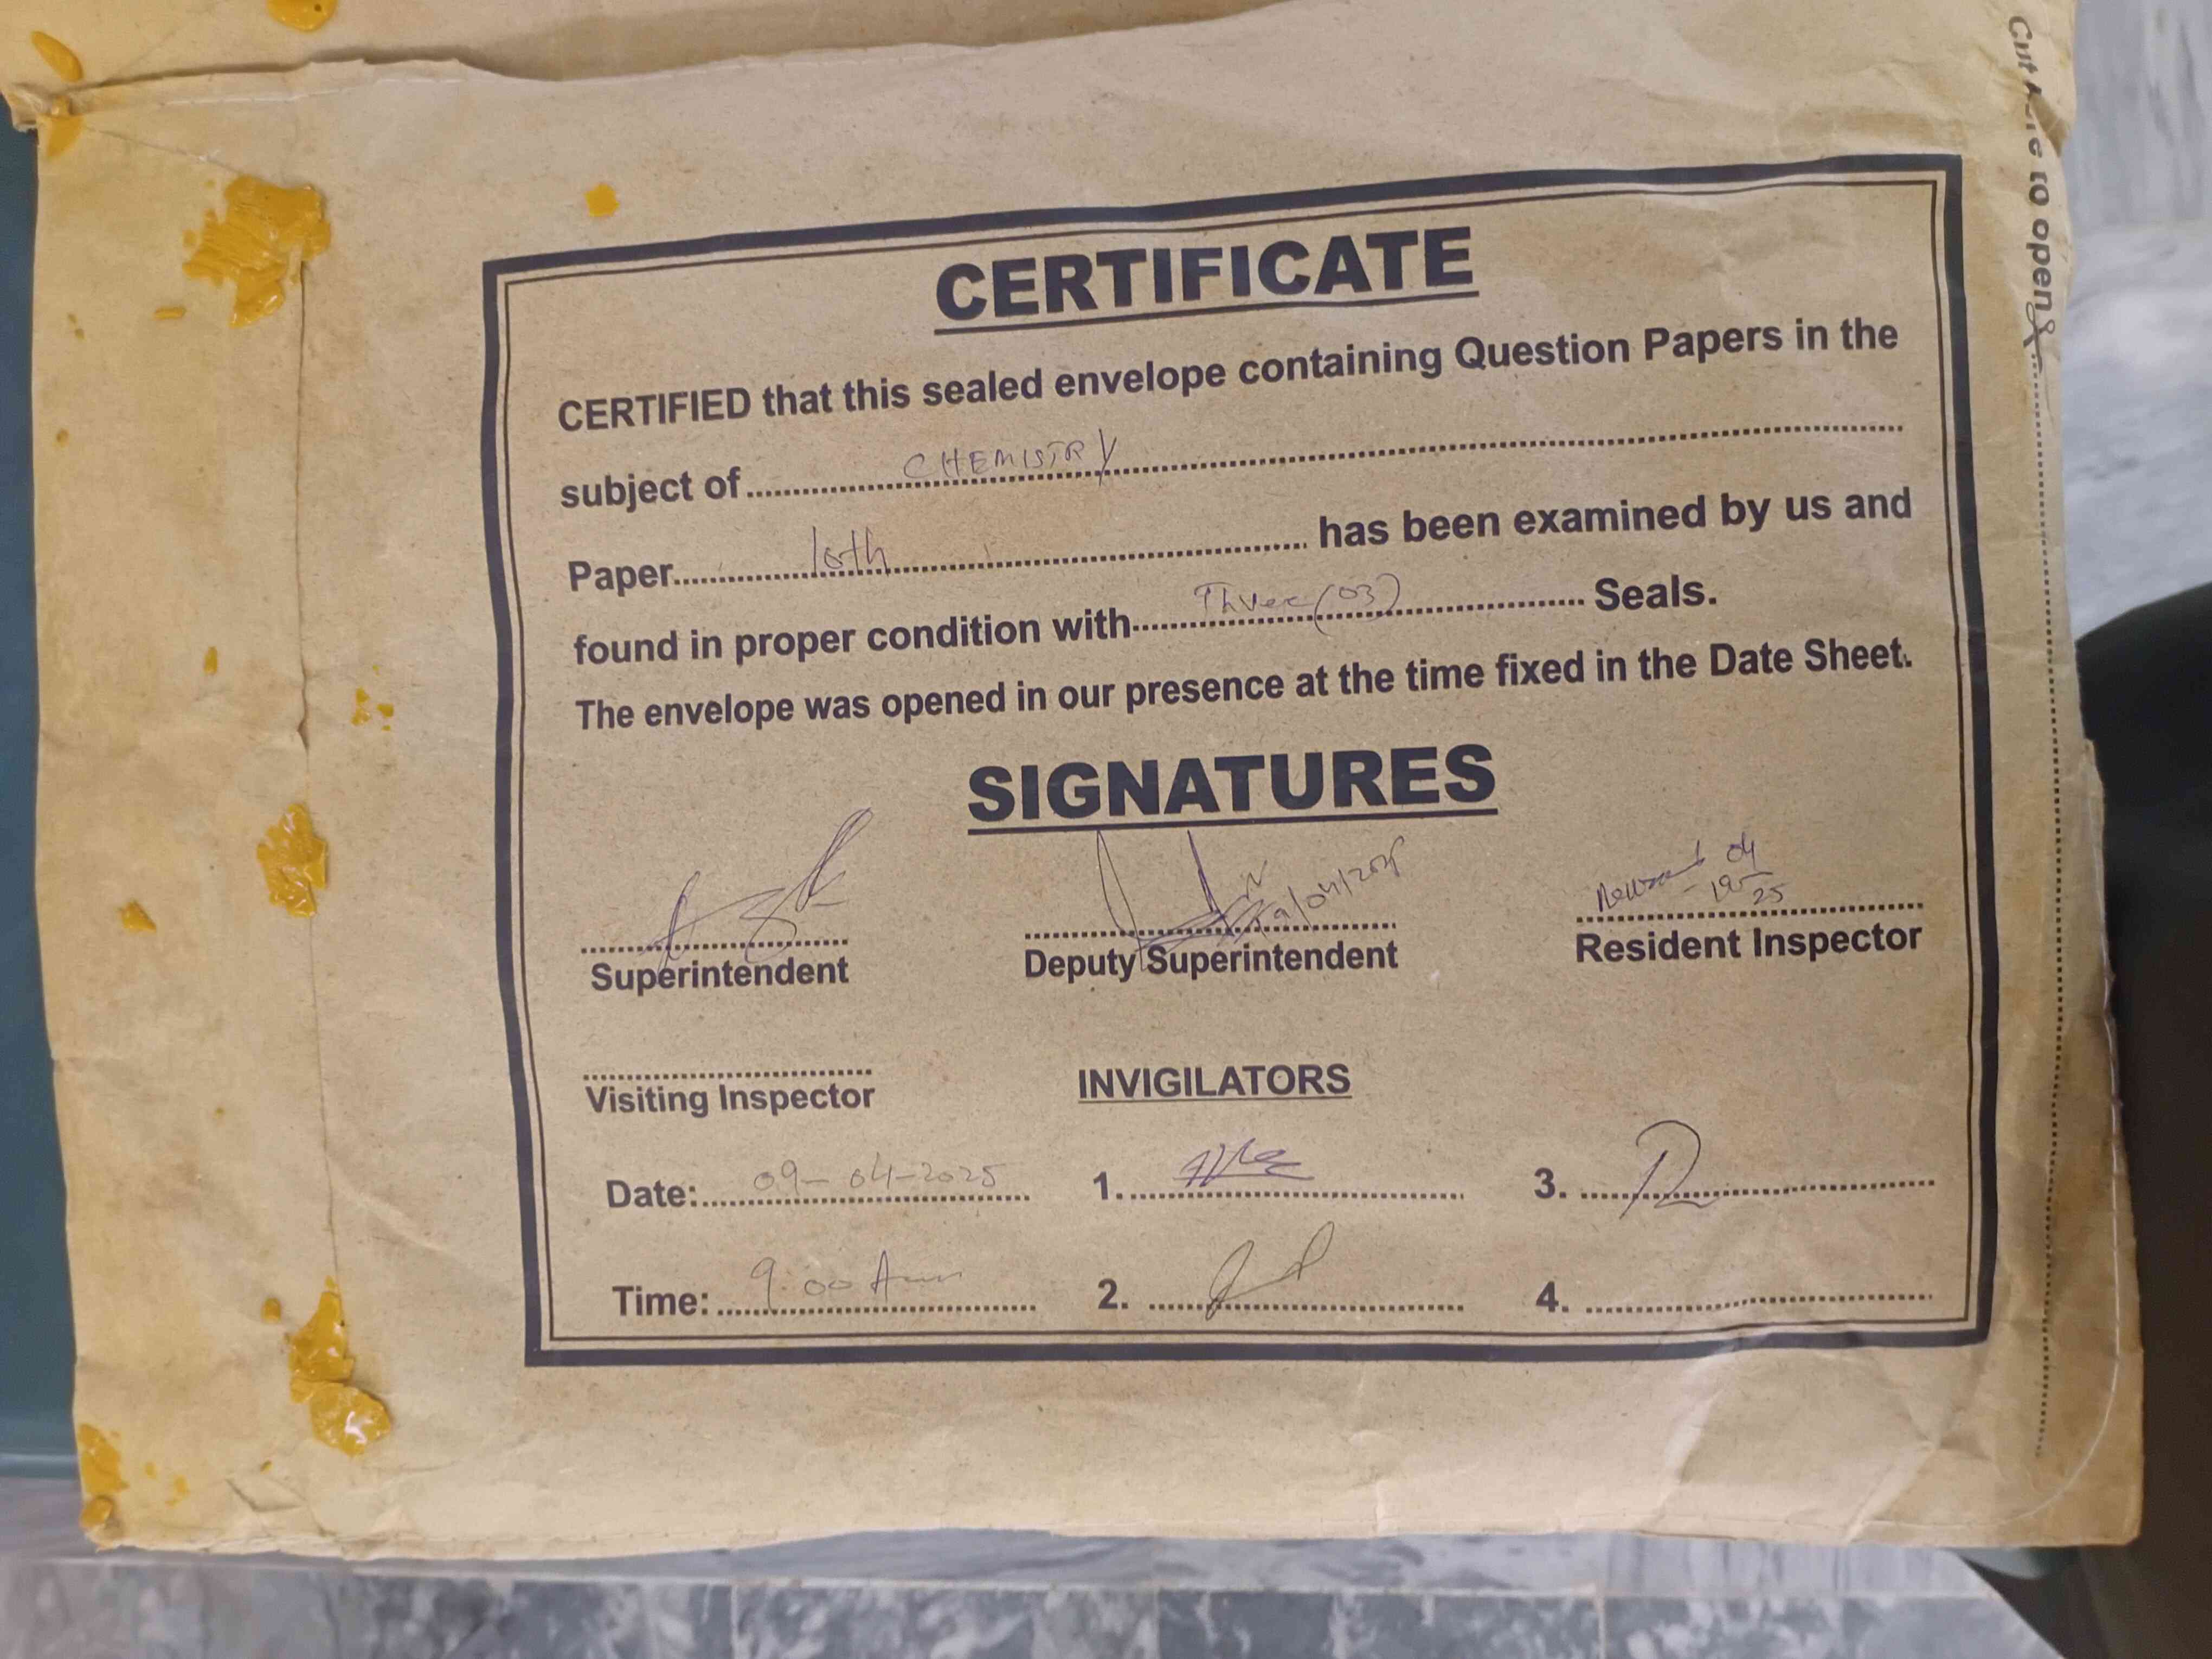 Cut here to open
CERTIFICATE
CERTIFIED that this sealed envelope containing Question Papers in the
subject of CHEMISTRY
Paper 10th has been examined by us and
found in proper condition with Three (03) Seals.
The envelope was opened in our presence at the time fixed in the Date Sheet.
SIGNATURES
Superintendent Deputy Superintendent Resident Inspector
Visiting Inspector INVIGILATORS
Date: 09-04-2025 1. 3.
Time: 9:00 Am 2. 4.